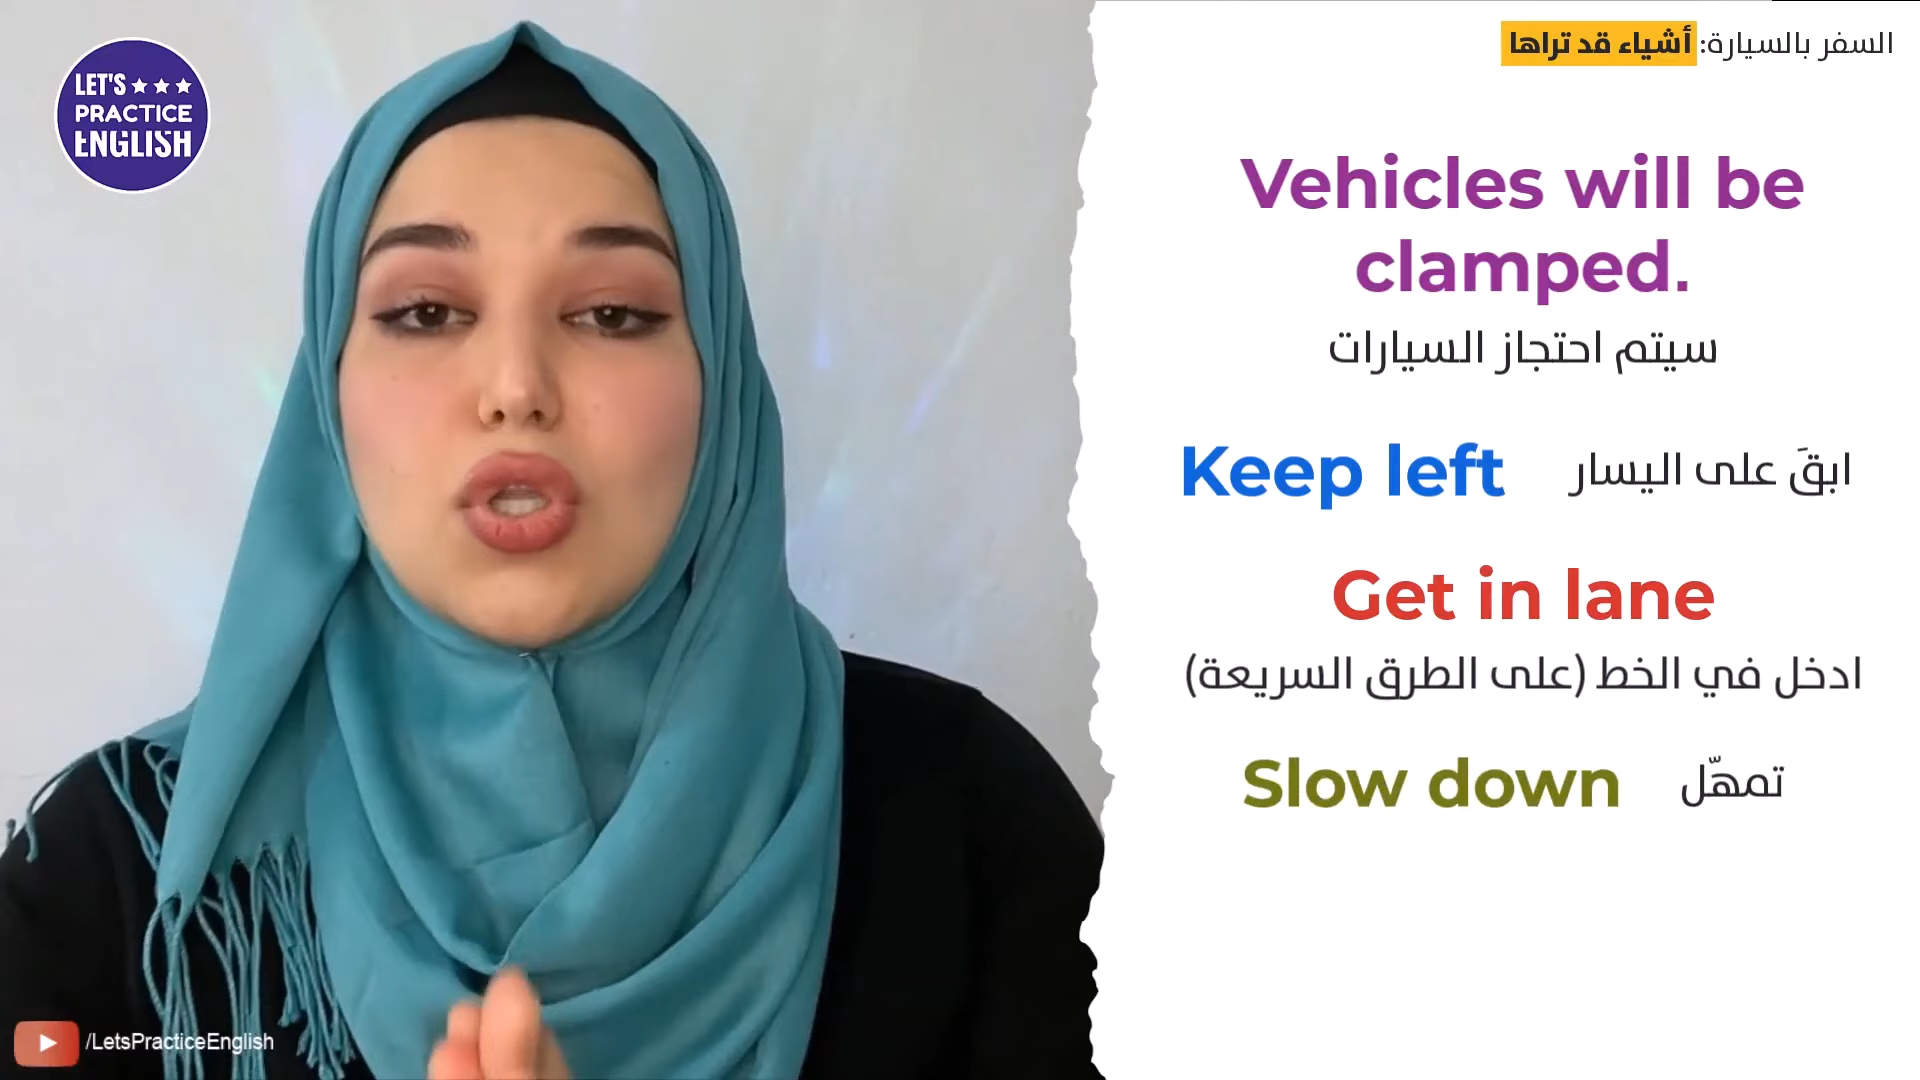 LET'S
PRACTICE
ENGLISH
السفر بالسيارة: أشياء قد تراها
Vehicles will be
clamped.
سيتم احتجاز السيارات
Keep left ابقَ على اليسار
Get in lane
ادخل في الخط (على الطرق السريعة)
Slow down تمهّل
/LetsPracticeEnglish